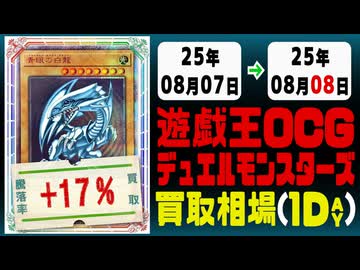 青眼の白龍
騰落率
+17%
買取
25年
08月07日
25年
08月08日
遊戯王OCG
デュエルモンスターズ
買取相場(1D)